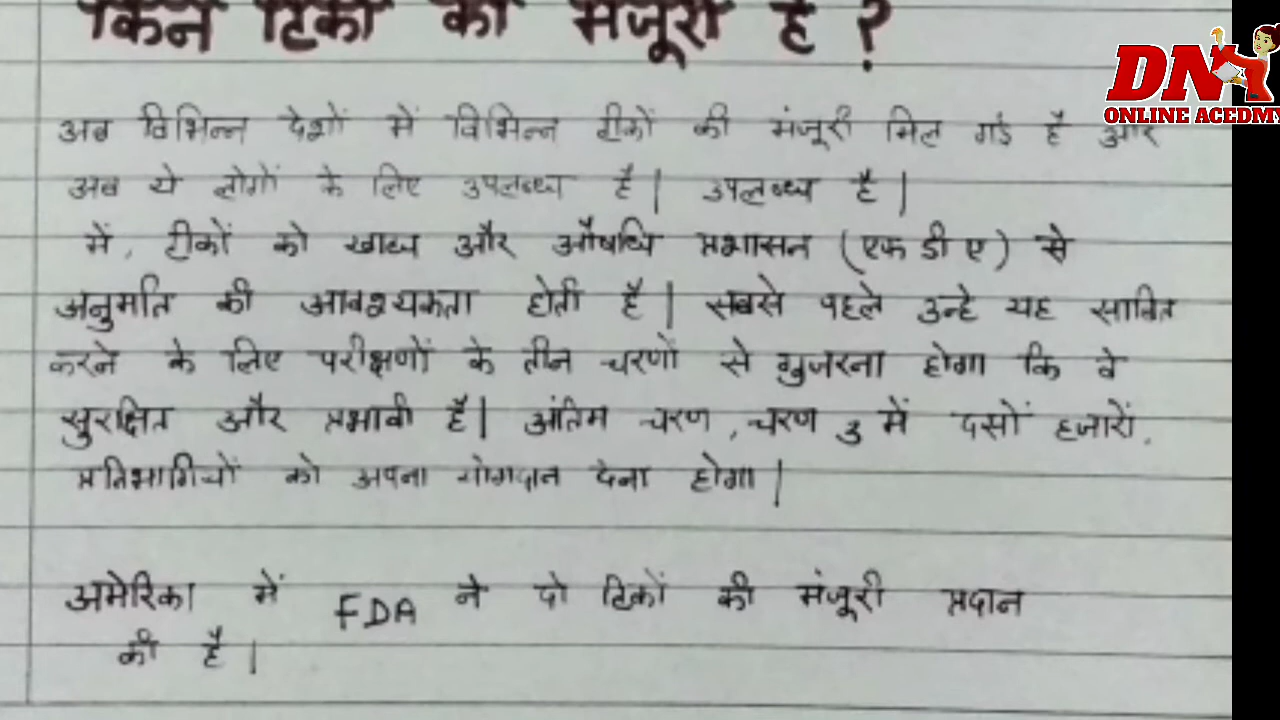 किन टिकों को मंजूरी है ?
DN
ONLINE ACEDMY
अब विभिन्न देशों में विभिन्न टीकों की मंजूरी मिल गई है और
अब ये लोगों के लिए उपलब्ध है| उपलब्ध है|
में, टीकों को खाद्य और औषधि प्रशासन (एफ डी ए) से
अनुमति की आवश्यकता होती है| सबसे पहले उन्हे यह साबित
करने के लिए परीक्षणों के तीन चरणों से गुजरना होगा कि वे
सुरक्षित और प्रभावी है| अंतिम चरण, चरण 3 में दसों हजारों.
प्रतिभागियों को अपना योगदान देना होगा|
अमेरिका में FDA ने दो टिकों की मंजूरी प्रदान
की है|